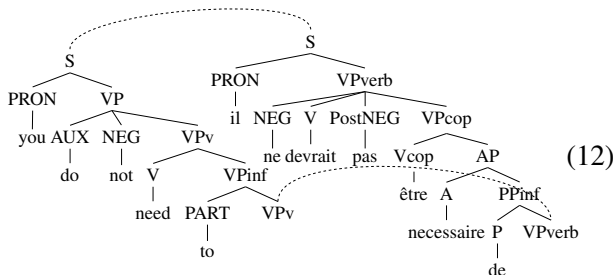 S
S
PRON VPverb
PRON VP
il NEG V PostNEG VPcop
you AUX NEG VPv
ne devrait pas Vcop AP
do not V VPinf
(12)
être A PPinf
need PART VPv
necessaire P VPverb
to
de